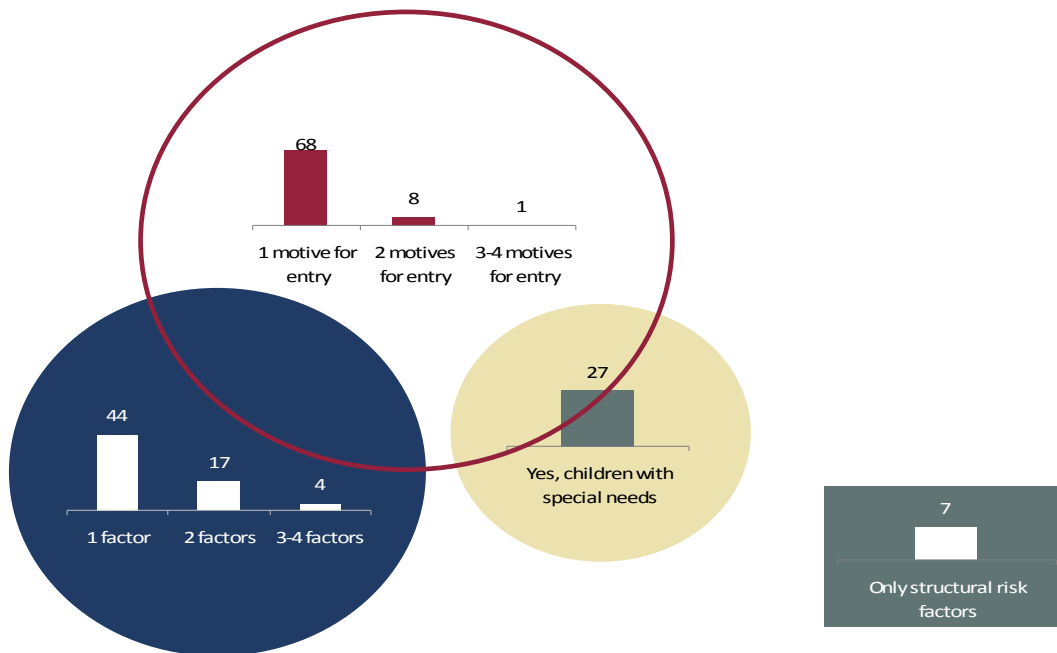 68
8
1
1 motive for
entry
2 motives
for entry
3-4 motives
for entry
27
Yes, children with
special needs
44
17
4
1 factor
2 factors
3-4 factors
7
Only structural risk
factors